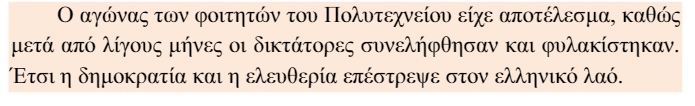 Ο αγώνας των φοιτητών του Πολυτεχνείου είχε αποτέλεσμα, καθώς
μετά από λίγους μήνες οι δικτάτορες συνελήφθησαν και φυλακίστηκαν.
Έτσι η δημοκρατία και η ελευθερία επέστρεψε στον ελληνικό λαό.